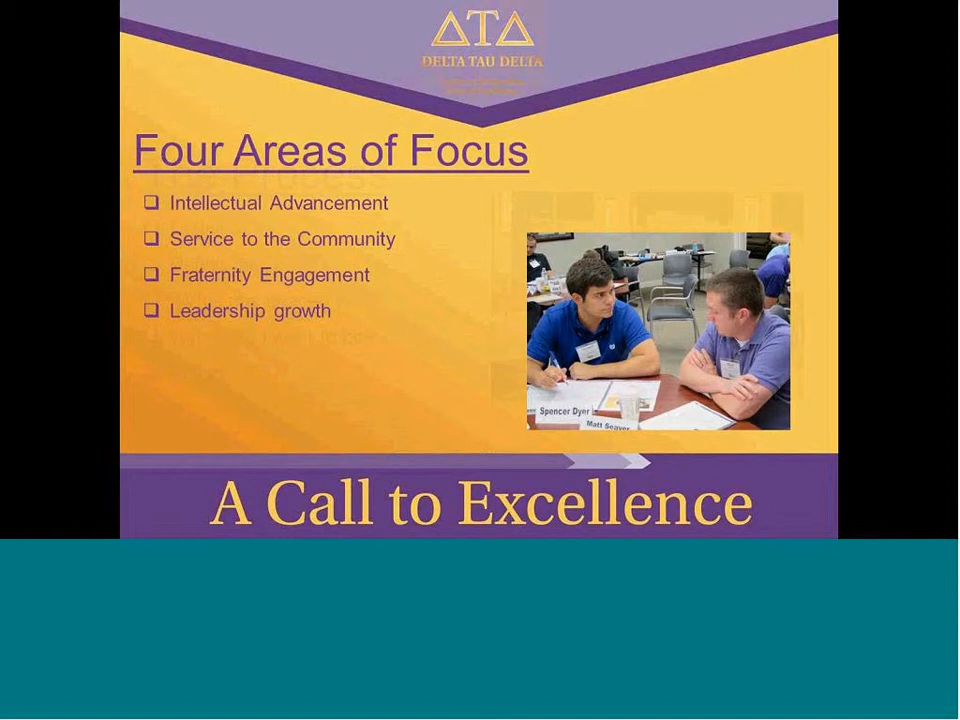 ΔΤΔ
DELTA TAU DELTA
Four Areas of Focus
Intellectual Advancement
Service to the Community
Fraternity Engagement
Leadership growth
Spencer Dyer
Matt Seaver
A Call to Excellence